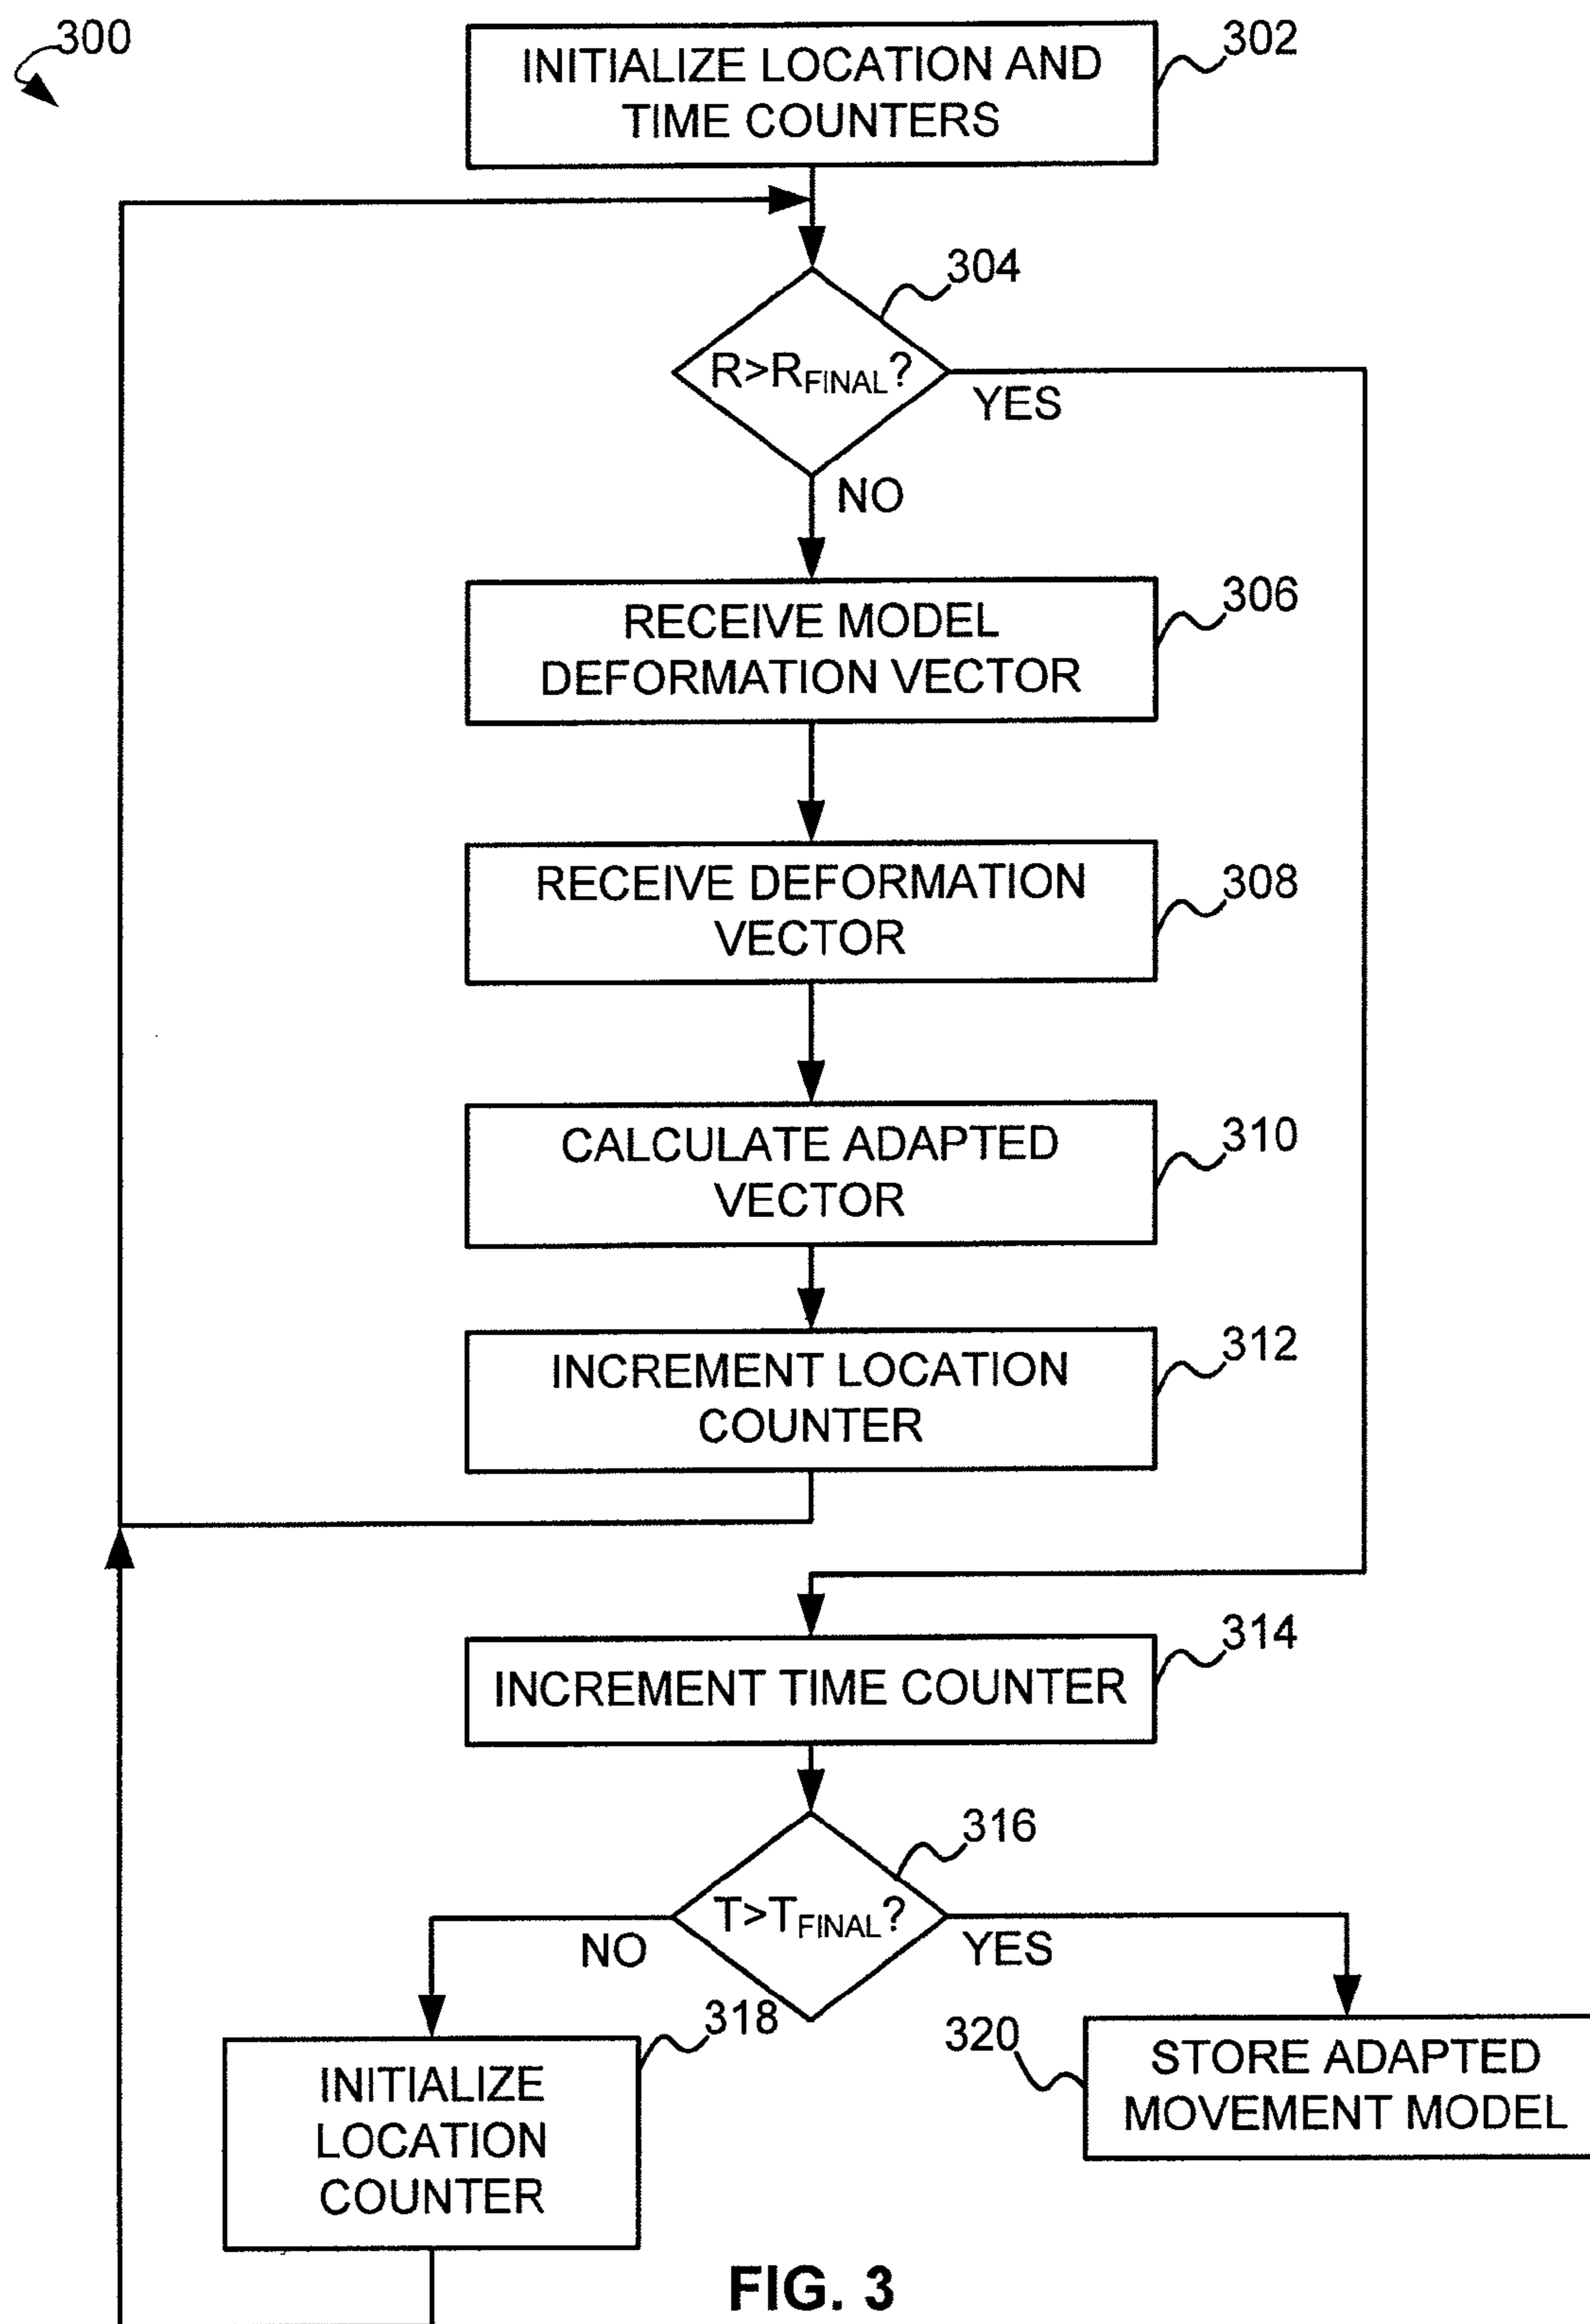 300
INITIALIZE LOCATION AND
TIME COUNTERS
302
R>RFINAL?
304
YES
NO
RECEIVE MODEL
DEFORMATION VECTOR
306
RECEIVE DEFORMATION
VECTOR
308
CALCULATE ADAPTED
VECTOR
310
INCREMENT LOCATION
COUNTER
312
INCREMENT TIME COUNTER
314
T>TFINAL?
316
NO
YES
INITIALIZE
LOCATION
COUNTER
318
320
STORE ADAPTED
MOVEMENT MODEL
FIG. 3